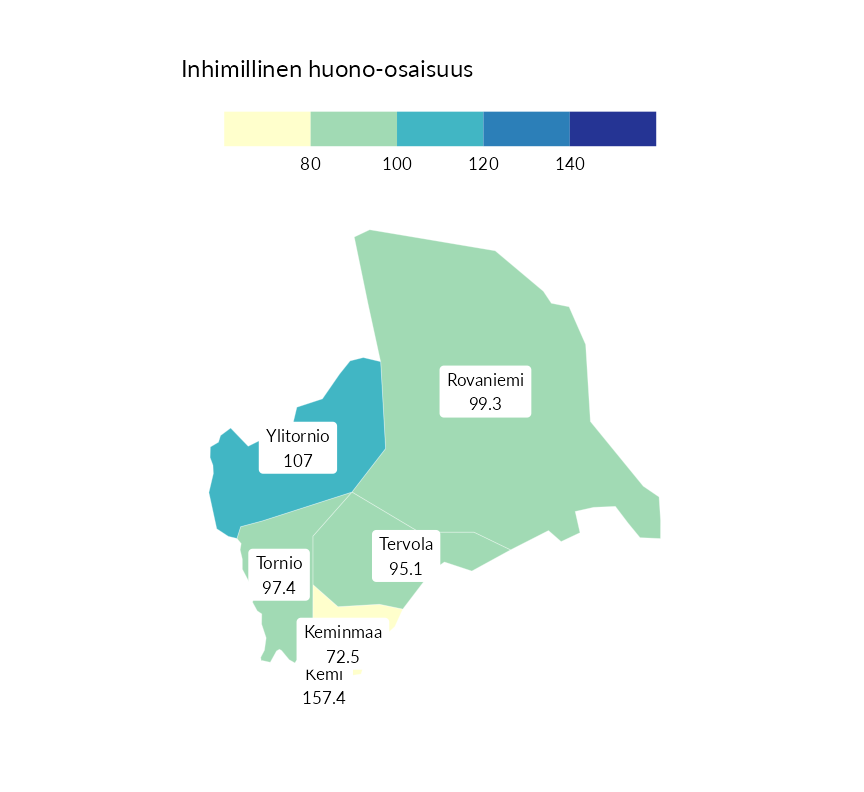 Inhimillinen huono-osaisuus
80 100 120 140
Rovaniemi
99.3
Ylitornio
107
Tervola
95.1
Tornio
97.4
Keminmaa
72.5
Kemi
157.4